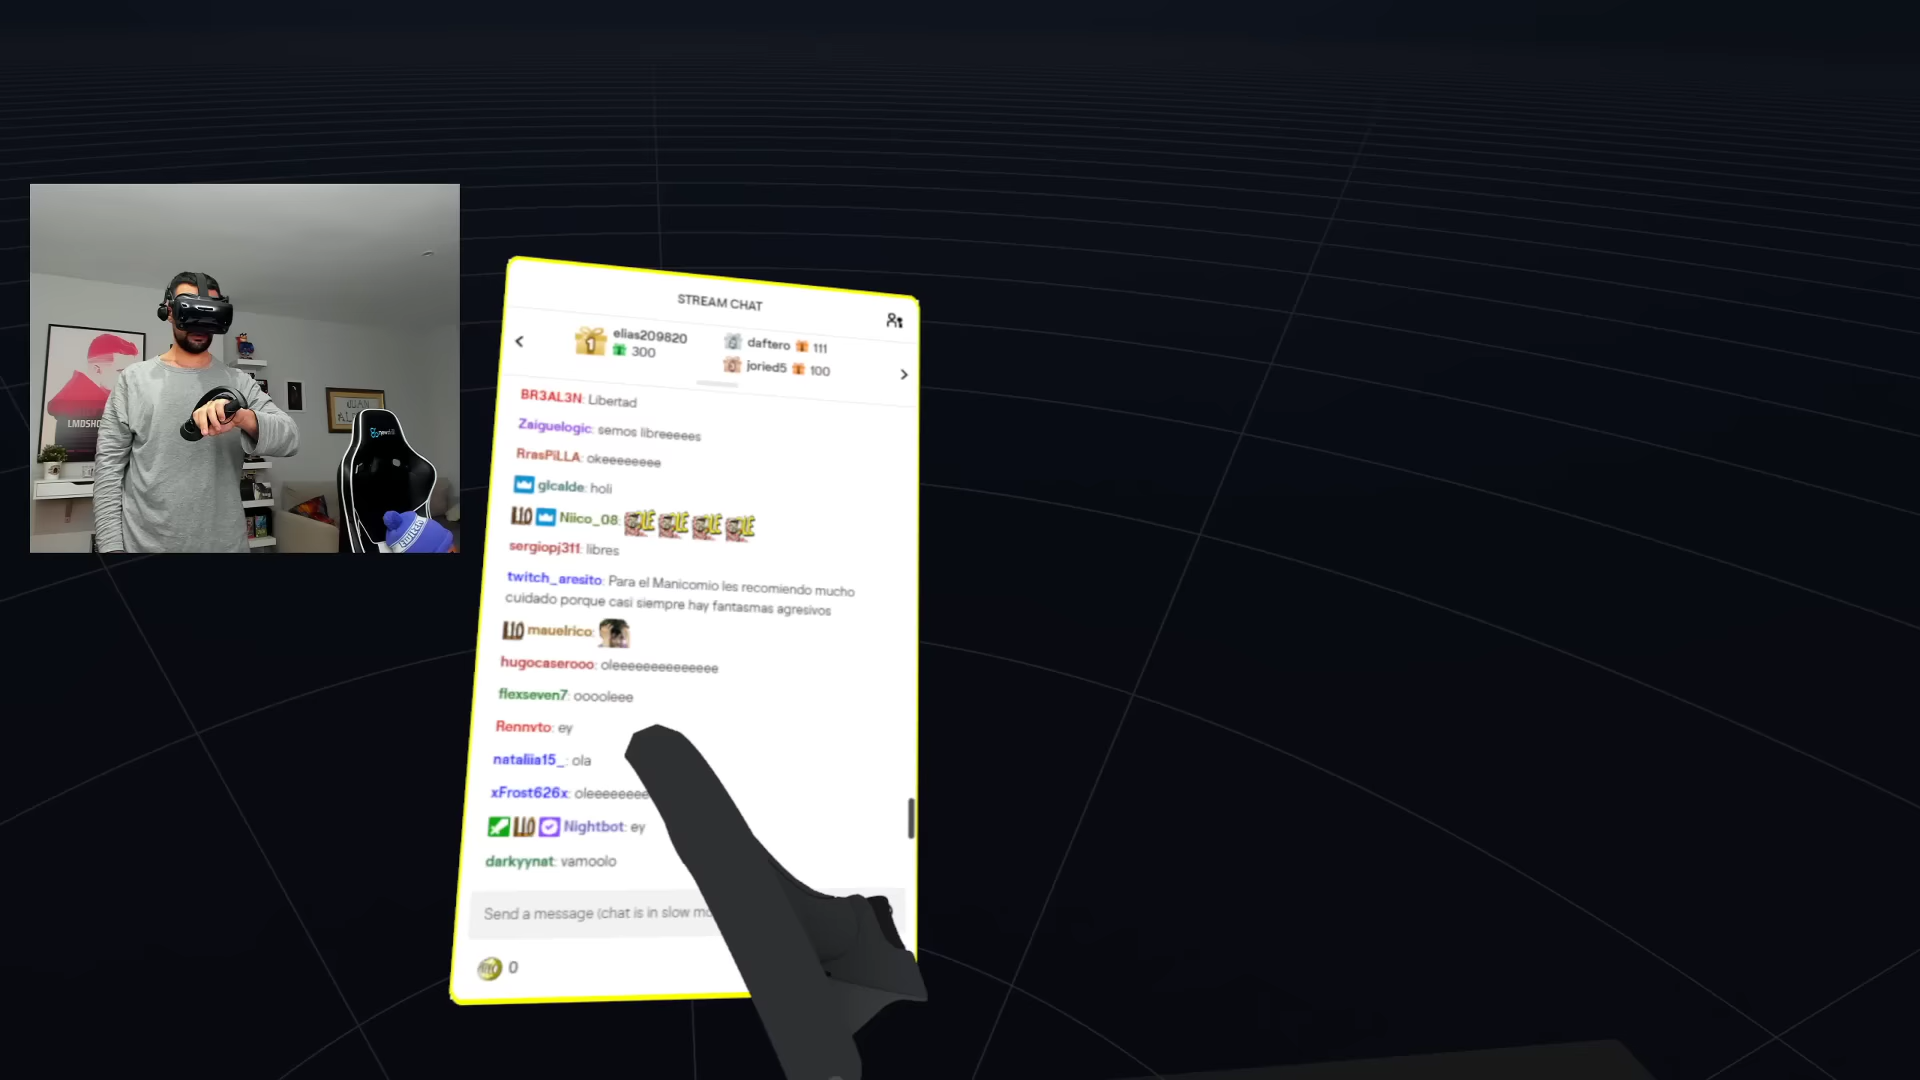 STREAM CHAT
elias209820
300
daftero 111
joried5 100
BR3AL3N: Libertad
Zaiguelogic: semos libreeeees
RrasPiLLA: okeeeeeeee
glcalde: holi
Niico_08:
sergiopj311: libres
twitch_aresito: Para el Manicomio les recomiendo mucho
cuidado porque casi siempre hay fantasmas agresivos
mauelrico:
hugocaserooo: oleeeeeeeeeeeeee
flexseven7: ooooleee
Rennvto: ey
nataliia15_: ola
xFrost626x: oleeeeeeee
Nightbot: ey
darkyynat: vamoolo
Send a message (chat is in slow
0